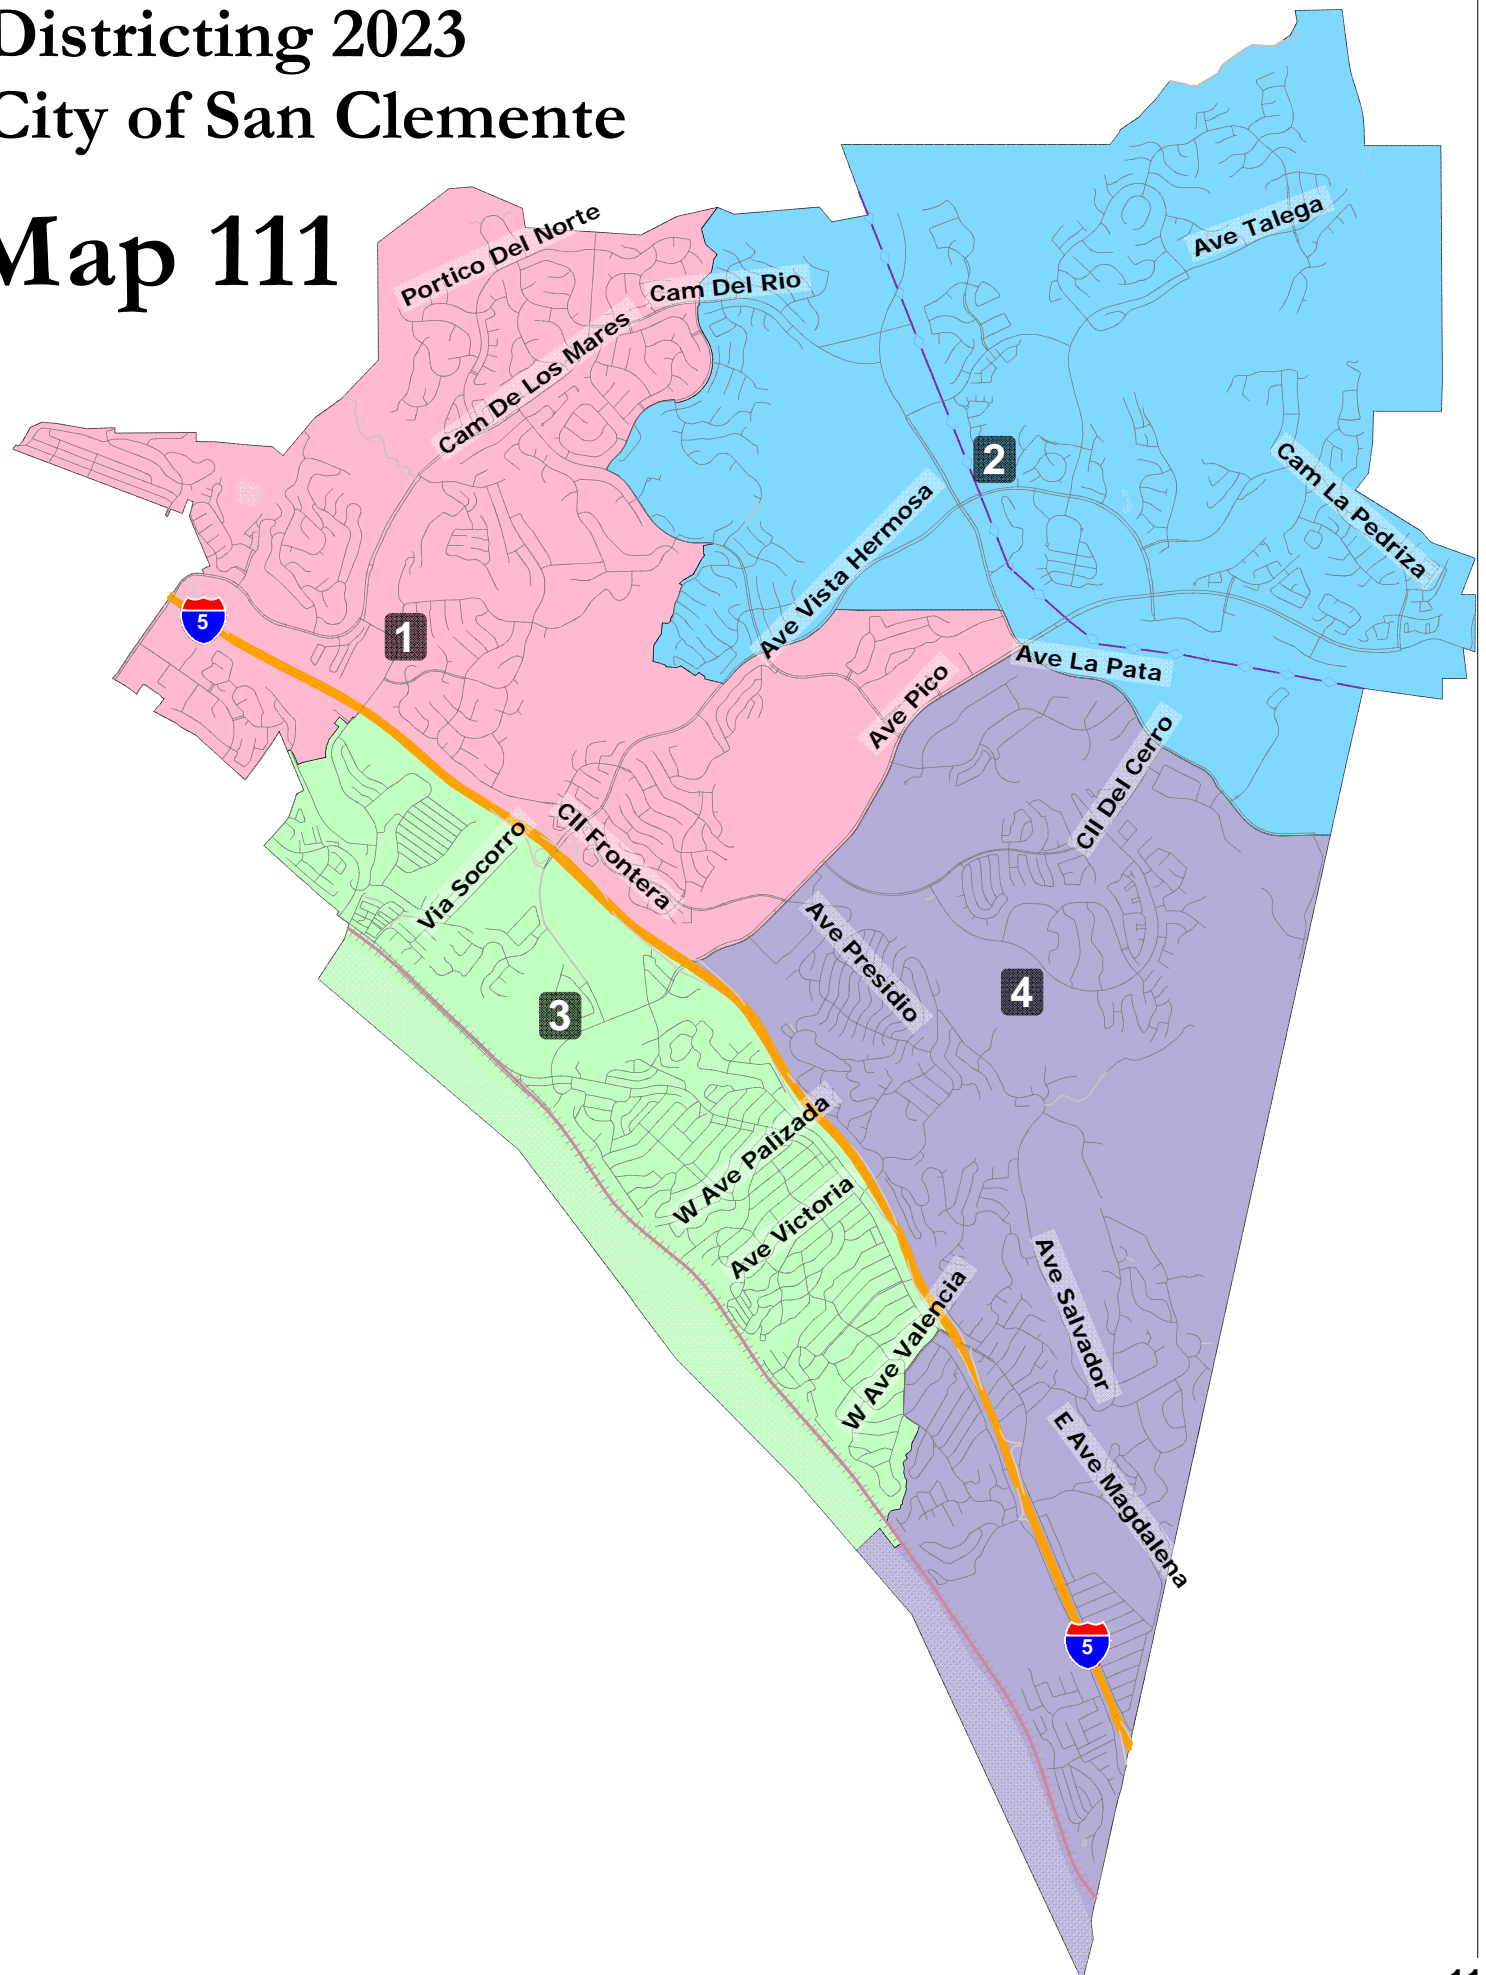 Districting 2023
City of San Clemente
Map 111
Portico Del Norte
Cam Del Rio
Ave Talega
Cam De Los Mares
2
Cam La Pedriza
Ave Vista Hermosa
5
1
Ave La Pata
Ave Pico
Cll Del Cerro
Cll Frontera
Via Socorro
Ave Presidio
4
3
W Ave Palizada
Ave Victoria
Ave Salvador
W Ave Valencia
E Ave Magdalena
5